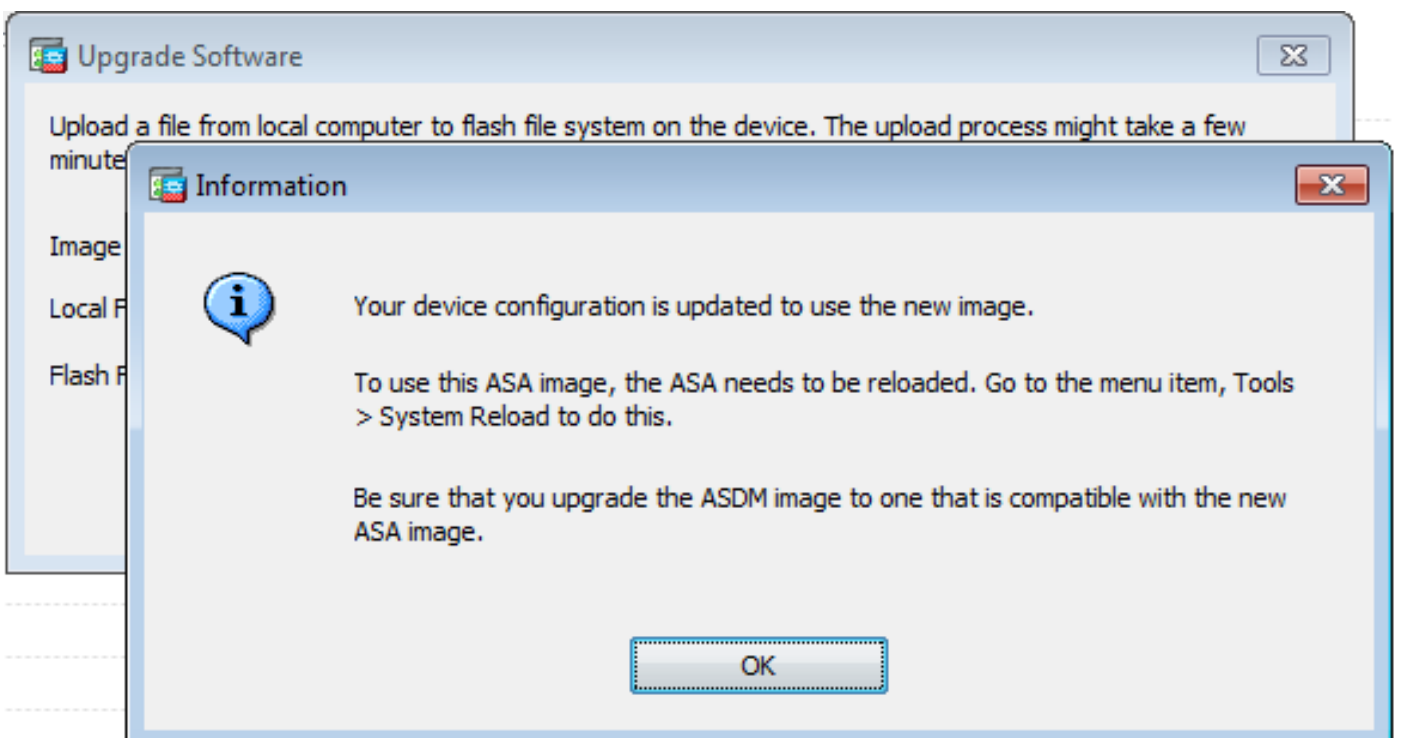 Upgrade Software
Upload a file from local computer to flash file system on the device. The upload process might take a few
minute
Image
Local F
Flash F
Information
Your device configuration is updated to use the new image.
To use this ASA image, the ASA needs to be reloaded. Go to the menu item, Tools
> System Reload to do this.
Be sure that you upgrade the ASDM image to one that is compatible with the new
ASA image.
OK